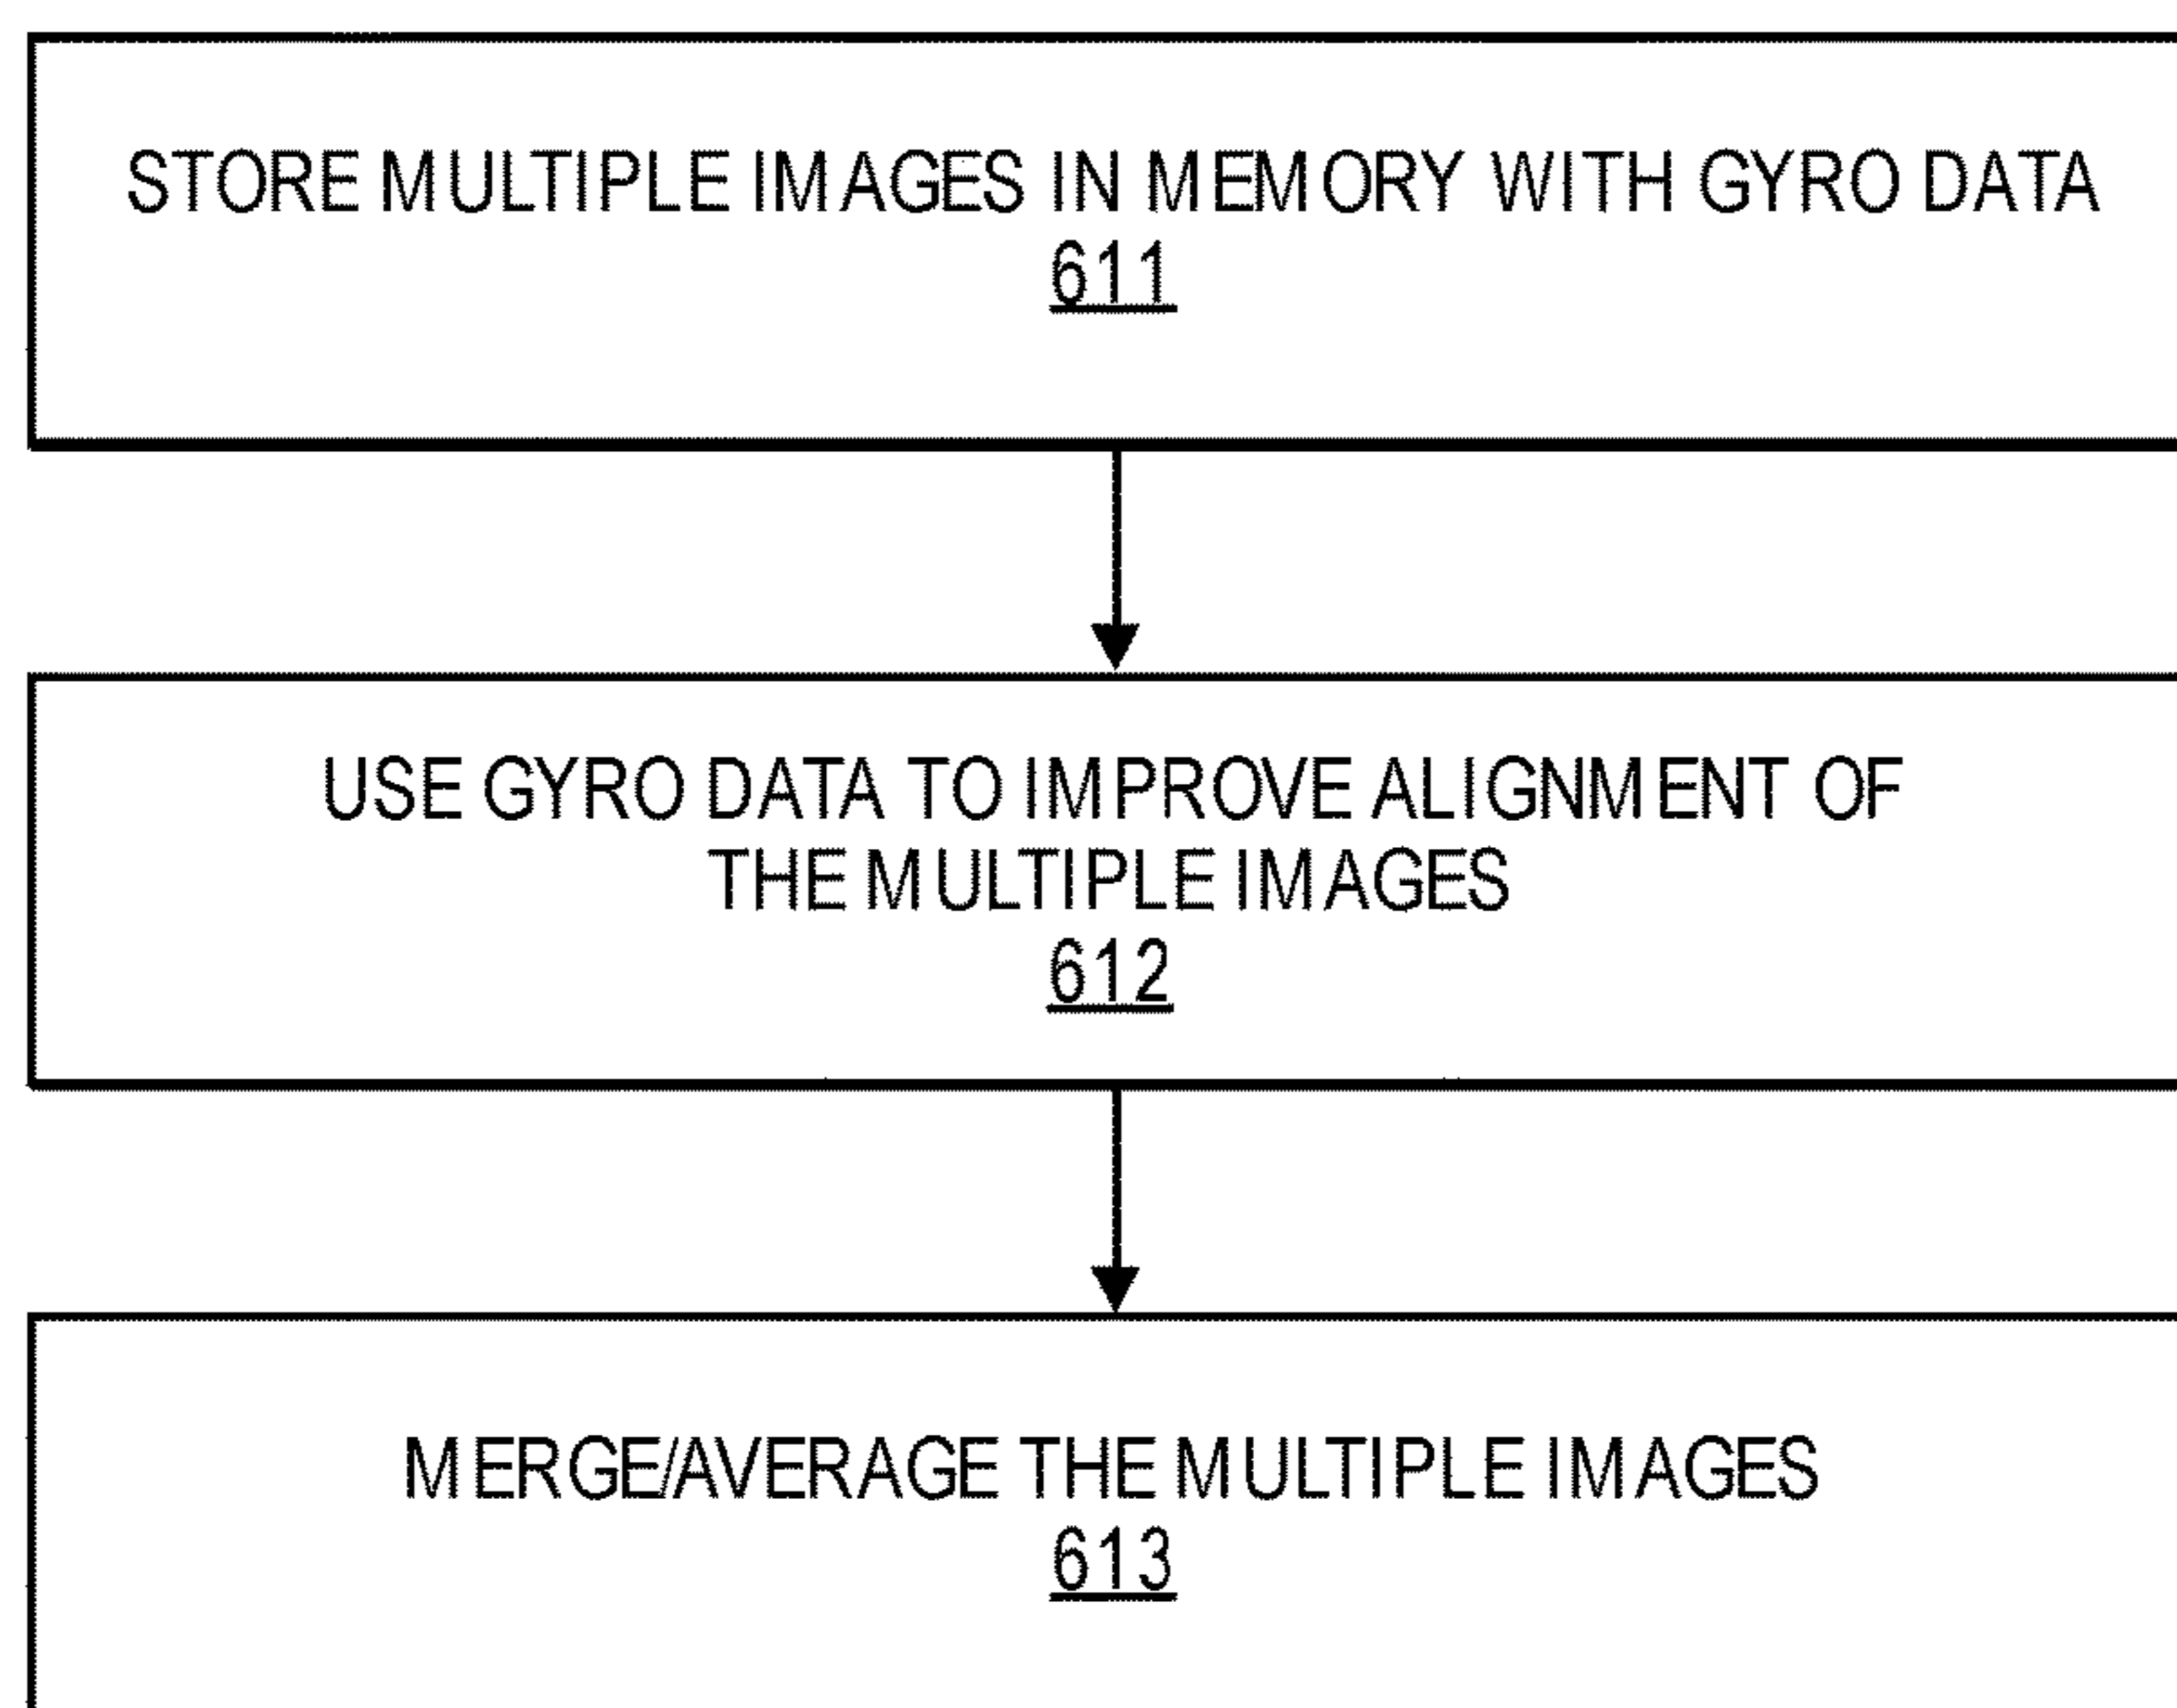 STORE MULTIPLE IMAGES IN MEMORY WITH GYRO DATA
611
USE GYRO DATA TO IMPROVE ALIGNMENT OF
THE MULTIPLE IMAGES
612
MERGE/AVERAGE THE MULTIPLE IMAGES
613